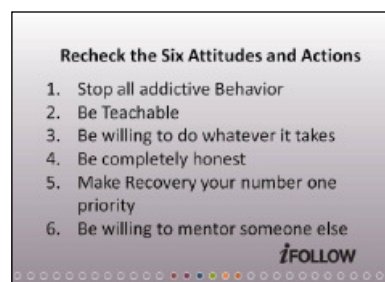 Recheck the Six Attitudes and Actions
1. Stop all addictive Behavior
2. Be Teachable
3. Be willing to do whatever it takes
4. Be completely honest
5. Make Recovery your number one
priority
6. Be willing to mentor someone else
iFOLLOW